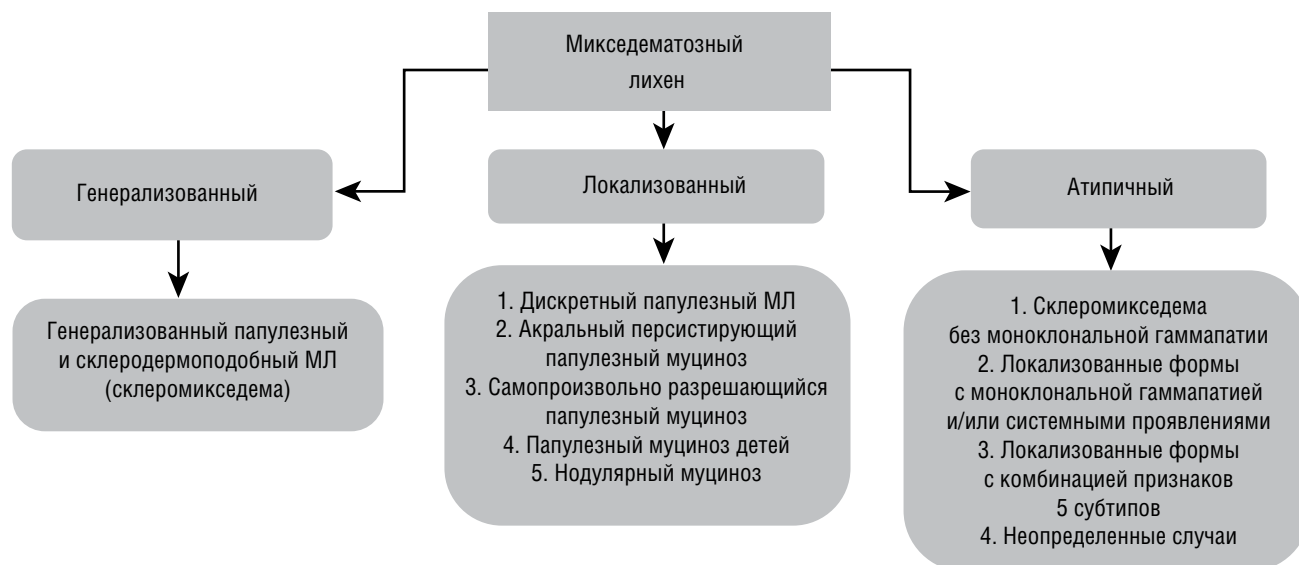 Микседематозный
лихен
Генерализованный
Локализованный
Атипичный
Генерализованный папулезный
и склеродермоподобный МЛ
(склеромикседема)
1. Дискретный папулезный МЛ
2. Акральный персистирующий
папулезный муциноз
3. Самопроизвольно разрешающийся
папулезный муциноз
4. Папулезный муциноз детей
5. Нодулярный муциноз
1. Склеромикседема
без моноклональной гаммапатии
2. Локализованные формы
с моноклональной гаммапатией
и/или системными проявлениями
3. Локализованные формы
с комбинацией признаков
5 субтипов
4. Неопределенные случаи